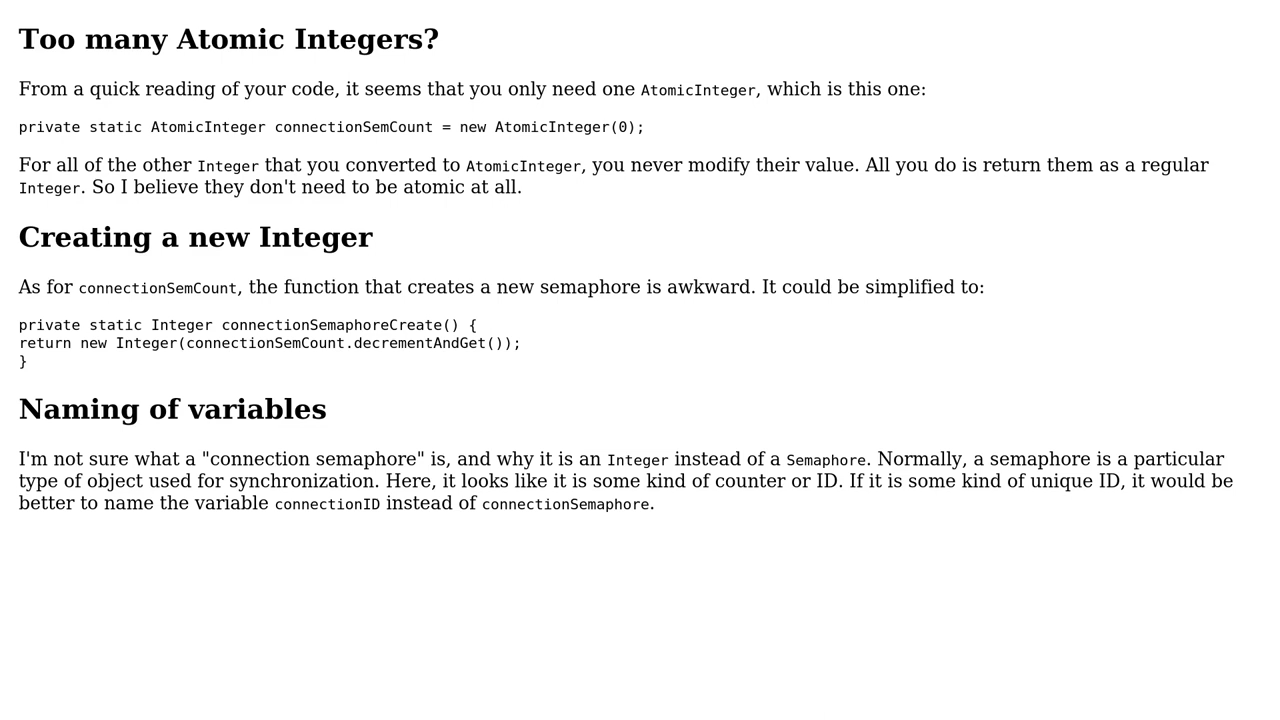 Too many Atomic Integers?
From a quick reading of your code, it seems that you only need one AtomicInteger, which is this one:
private static AtomicInteger connectionSemCount = new AtomicInteger(0);
For all of the other Integer that you converted to AtomicInteger, you never modify their value. All you do is return them as a regular
Integer. So I believe they don't need to be atomic at all.
Creating a new Integer
As for connectionSemCount, the function that creates a new semaphore is awkward. It could be simplified to:
private static Integer connectionSemaphoreCreate() {
return new Integer(connectionSemCount.decrementAndGet());
}
Naming of variables
I'm not sure what a "connection semaphore" is, and why it is an Integer instead of a Semaphore. Normally, a semaphore is a particular
type of object used for synchronization. Here, it looks like it is some kind of counter or ID. If it is some kind of unique ID, it would be
better to name the variable connectionID instead of connectionSemaphore.